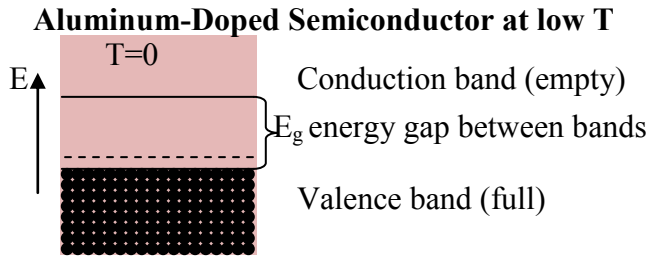 Aluminum-Doped Semiconductor at low T
T=0
E
Conduction band (empty)
Eg energy gap between bands
Valence band (full)